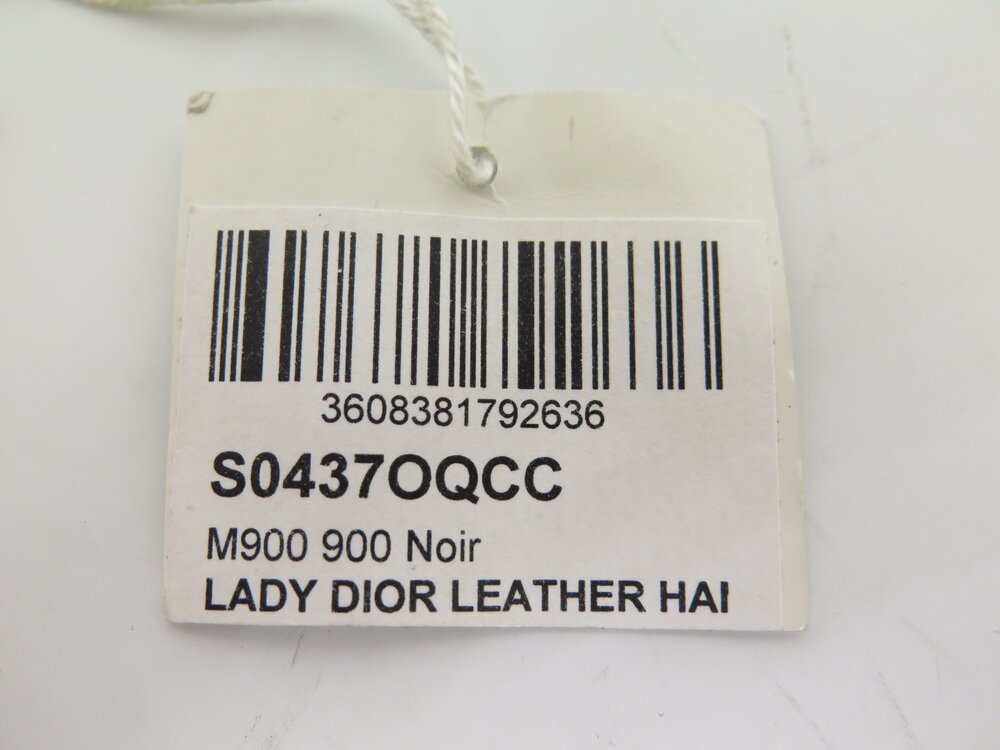 3608381792636
S0437OQCC
M900 900 Noir
LADY DIOR LEATHER HAI